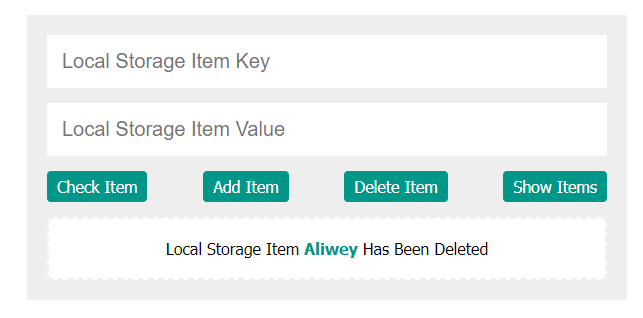 Local Storage Item Key
Local Storage Item Value
Check Item Add Item Delete Item Show Items
Local Storage Item Aliwey Has Been Deleted